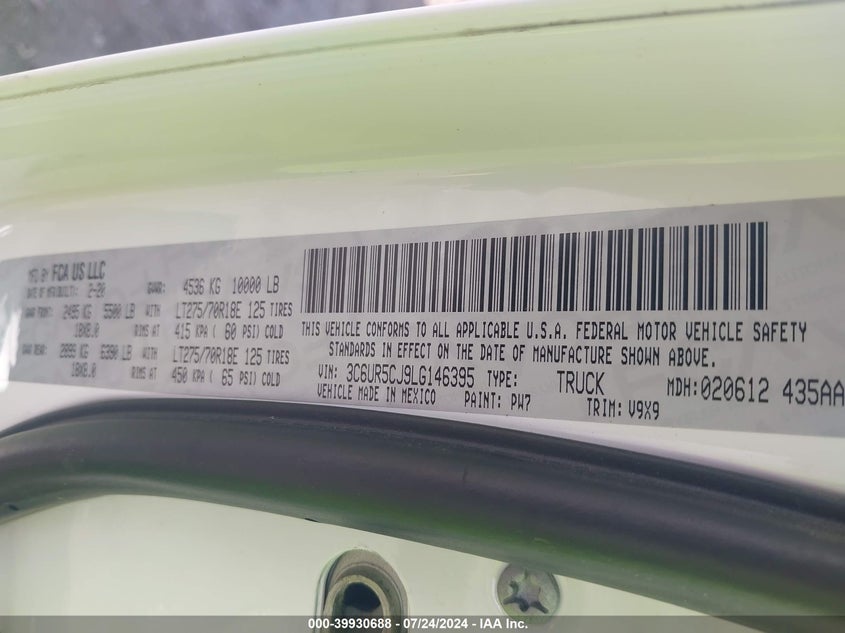 MFD. BY FCA US LLC
DATE OF MFG(BUILT): 2-20 GVWR: 4536 KG 10000 LB
GAWR FRONT: 2495 KG 5500 LB WITH LT275/70R18E 125 TIRES
18X8.0 RIMS AT 415 KPA ( 60 PSI) COLD
GAWR REAR: 2899 KG 6390 LB WITH LT275/70R18E 125 TIRES
18X8.0 RIMS AT 450 KPA ( 65 PSI) COLD
THIS VEHICLE CONFORMS TO ALL APPLICABLE U.S.A. FEDERAL MOTOR VEHICLE SAFETY
STANDARDS IN EFFECT ON THE DATE OF MANUFACTURE SHOWN ABOVE.
VIN: 3C6UR5CJ9LG146395 TYPE: TRUCK MDH:020612 435AA
VEHICLE MADE IN MEXICO PAINT: PW7 TRIM: V9X9
000-39930688 - 07/24/2024 - IAA Inc.